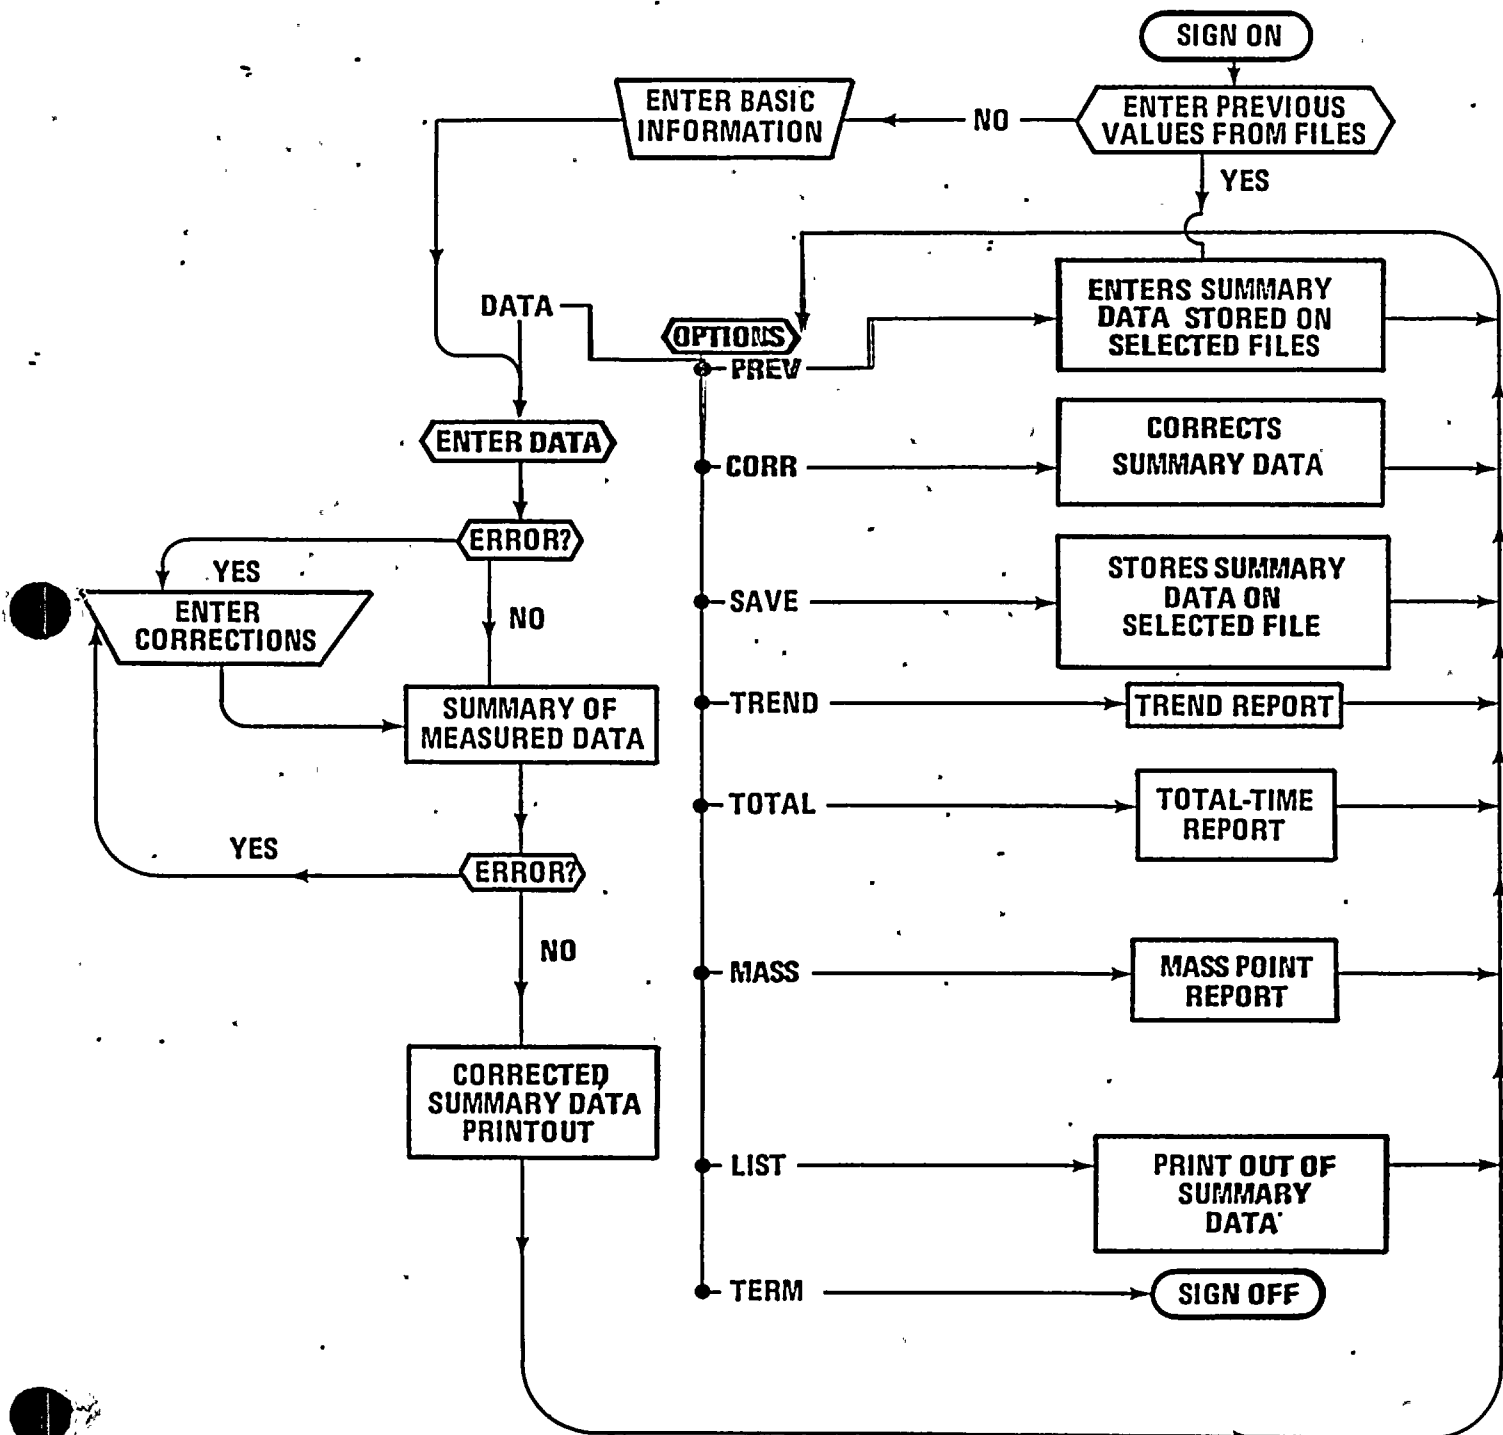 SIGN ON
ENTER PREVIOUS
VALUES FROM FILES
NO
ENTER BASIC
INFORMATION
YES
DATA
OPTIONS
PREV
ENTERS SUMMARY
DATA STORED ON
SELECTED FILES
ENTER DATA
CORR
CORRECTS
SUMMARY DATA
ERROR?
YES
NO
ENTER
CORRECTIONS
SAVE
STORES SUMMARY
DATA ON
SELECTED FILE
SUMMARY OF
MEASURED DATA
TREND
TREND REPORT
TOTAL
TOTAL-TIME
REPORT
YES
ERROR?
NO
MASS
MASS POINT
REPORT
CORRECTED
SUMMARY DATA
PRINTOUT
LIST
PRINT OUT OF
SUMMARY
DATA
TERM
SIGN OFF